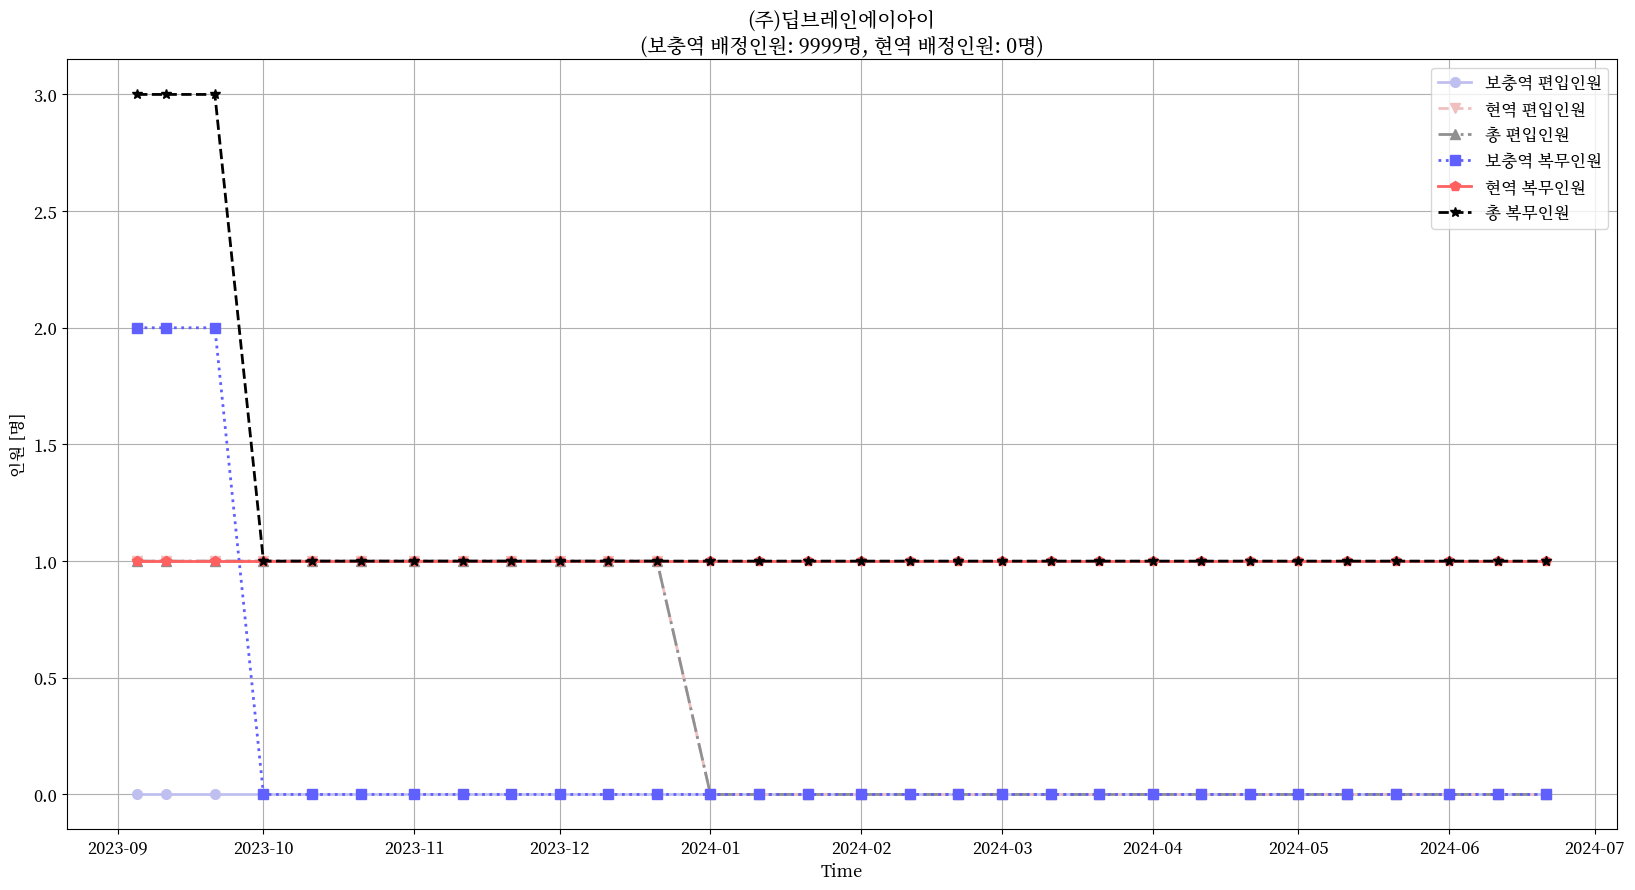 (주)딥브레인에이아이
(보충역 배정인원: 9999명, 현역 배정인원: 0명)
보충역 편입인원
현역 편입인원
총 편입인원
보충역 복무인원
현역 복무인원
총 복무인원
인원 [명]
3.0
2.5
2.0
1.5
1.0
0.5
0.0
2023-09 2023-10 2023-11 2023-12 2024-01 2024-02 2024-03 2024-04 2024-05 2024-06 2024-07
Time